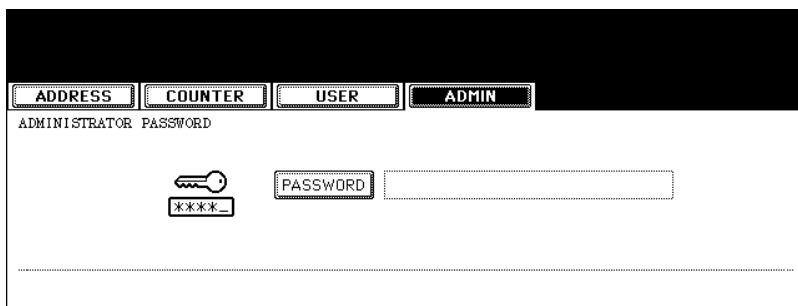 ADDRESS COUNTER USER ADMIN
ADMINISTRATOR PASSWORD
PASSWORD
****_